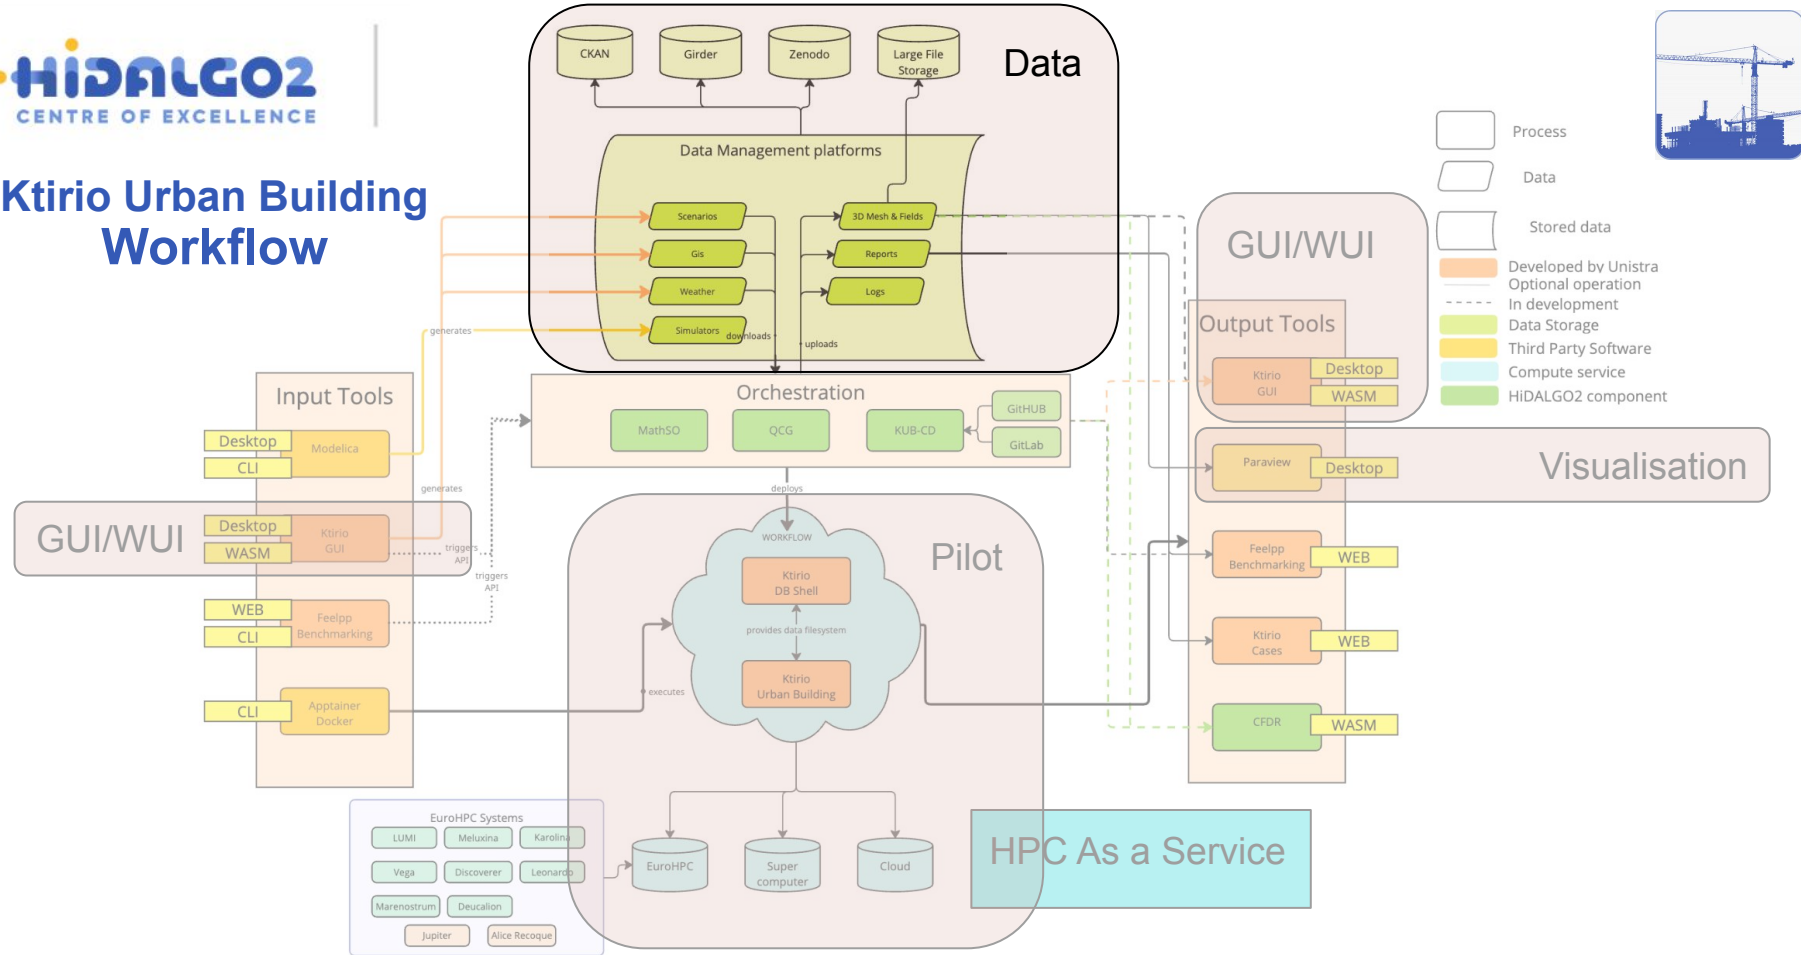 HiDALGO2
CENTRE OF EXCELLENCE
Ktirio Urban Building
Workflow
Data
CKAN
Girder
Zenodo
Large File
Storage
Data Management platforms
Scenarios
Gis
Weather
Simulators
3D Mesh & Fields
Reports
Logs
downloads
uploads
Process
Data
Stored data
Developed by Unistra
Optional operation
In development
Data Storage
Third Party Software
Compute service
HiDALGO2 component
GUI/WUI
Output Tools
Ktirio
GUI
Desktop
WASM
Paraview
Desktop
Visualisation
Feelpp
Benchmarking
WEB
Ktirio
Cases
WEB
CFDR
WASM
Orchestration
MathSO
QCG
KUB-CD
GitHUB
GitLab
deploys
Input Tools
Desktop
CLI
Modelica
generates
generates
GUI/WUI
Desktop
WASM
Ktirio
GUI
triggers
API
triggers
API
WEB
CLI
Feelpp
Benchmarking
CLI
Apptainer
Docker
executes
Pilot
WORKFLOW
Ktirio
DB Shell
provides data filesystem
Ktirio
Urban Building
EuroHPC
Super
computer
Cloud
HPC As a Service
EuroHPC Systems
LUMI
Meluxina
Karolina
Vega
Discoverer
Leonardo
Marenostrum
Deucalion
Jupiter
Alice Recoque